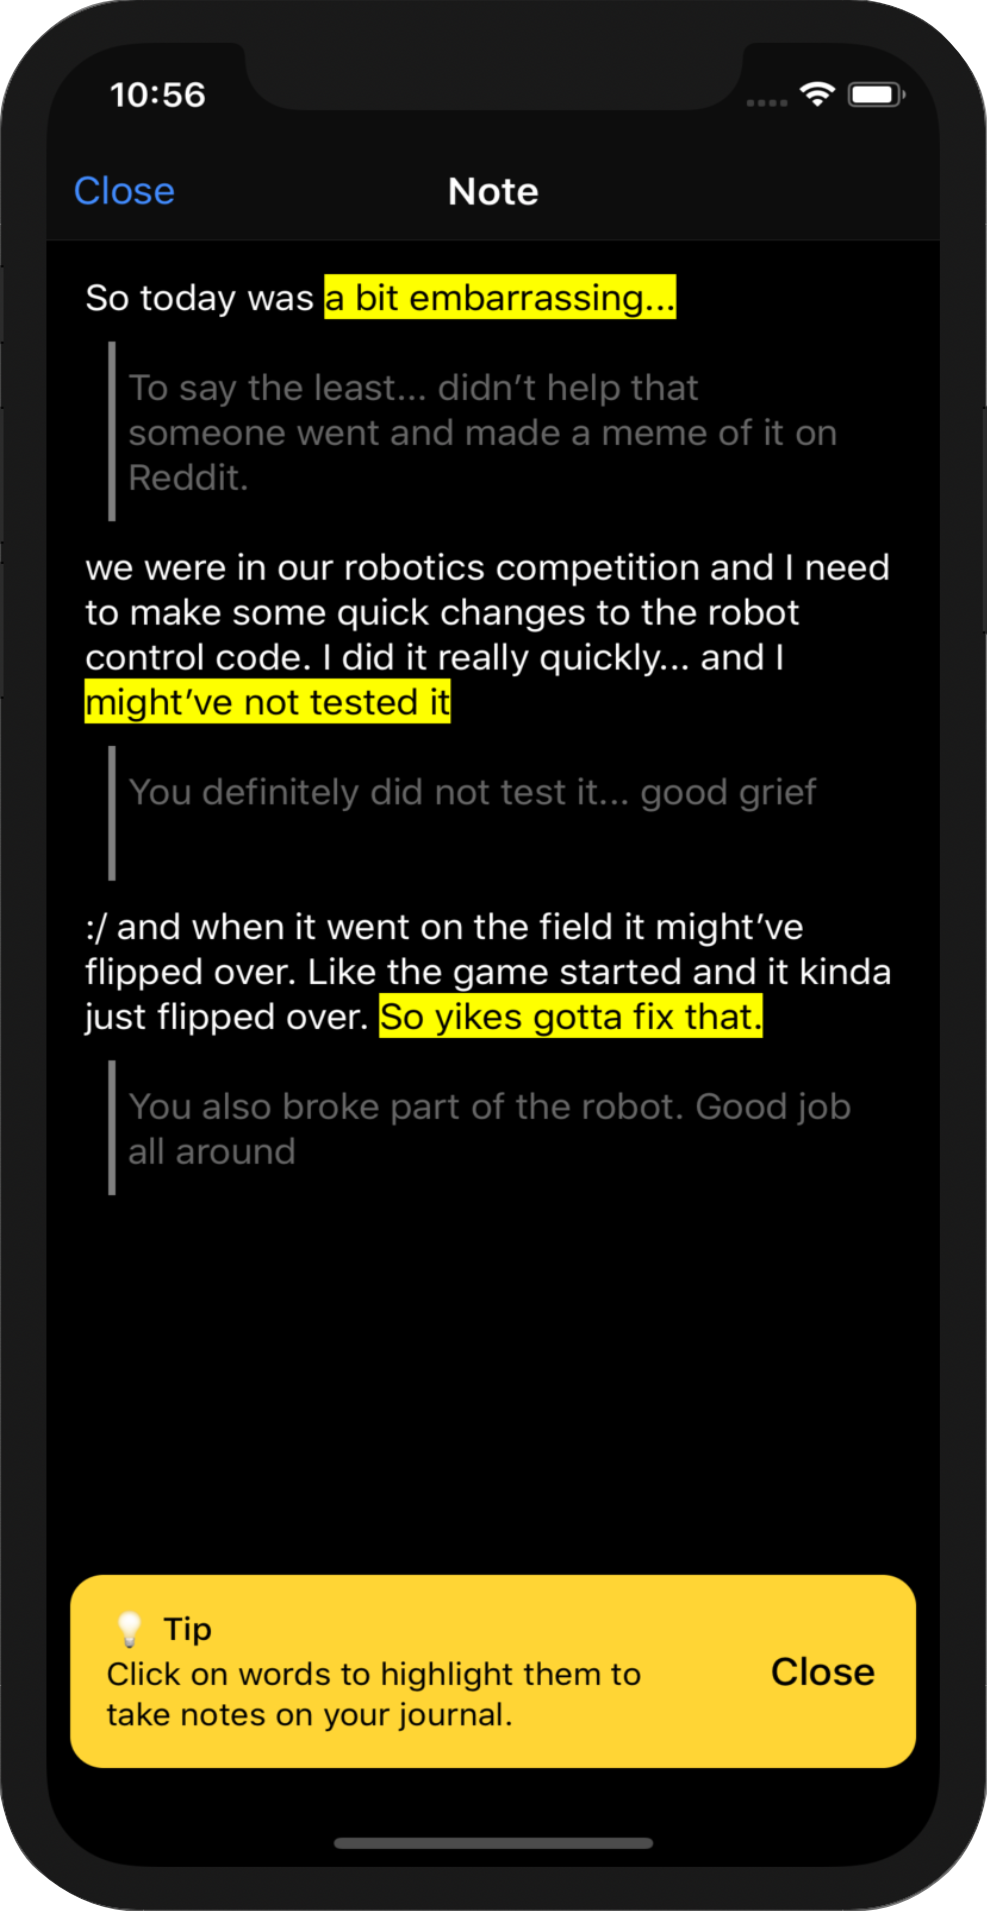 10:56
Close
Note
So today was a bit embarrassing...
To say the least... didn’t help that
someone went and made a meme of it on
Reddit.
we were in our robotics competition and I need
to make some quick changes to the robot
control code. I did it really quickly... and I
might’ve not tested it
You definitely did not test it... good grief
:/ and when it went on the field it might’ve
flipped over. Like the game started and it kinda
just flipped over. So yikes gotta fix that.
You also broke part of the robot. Good job
all around
Tip
Click on words to highlight them to
take notes on your journal.
Close